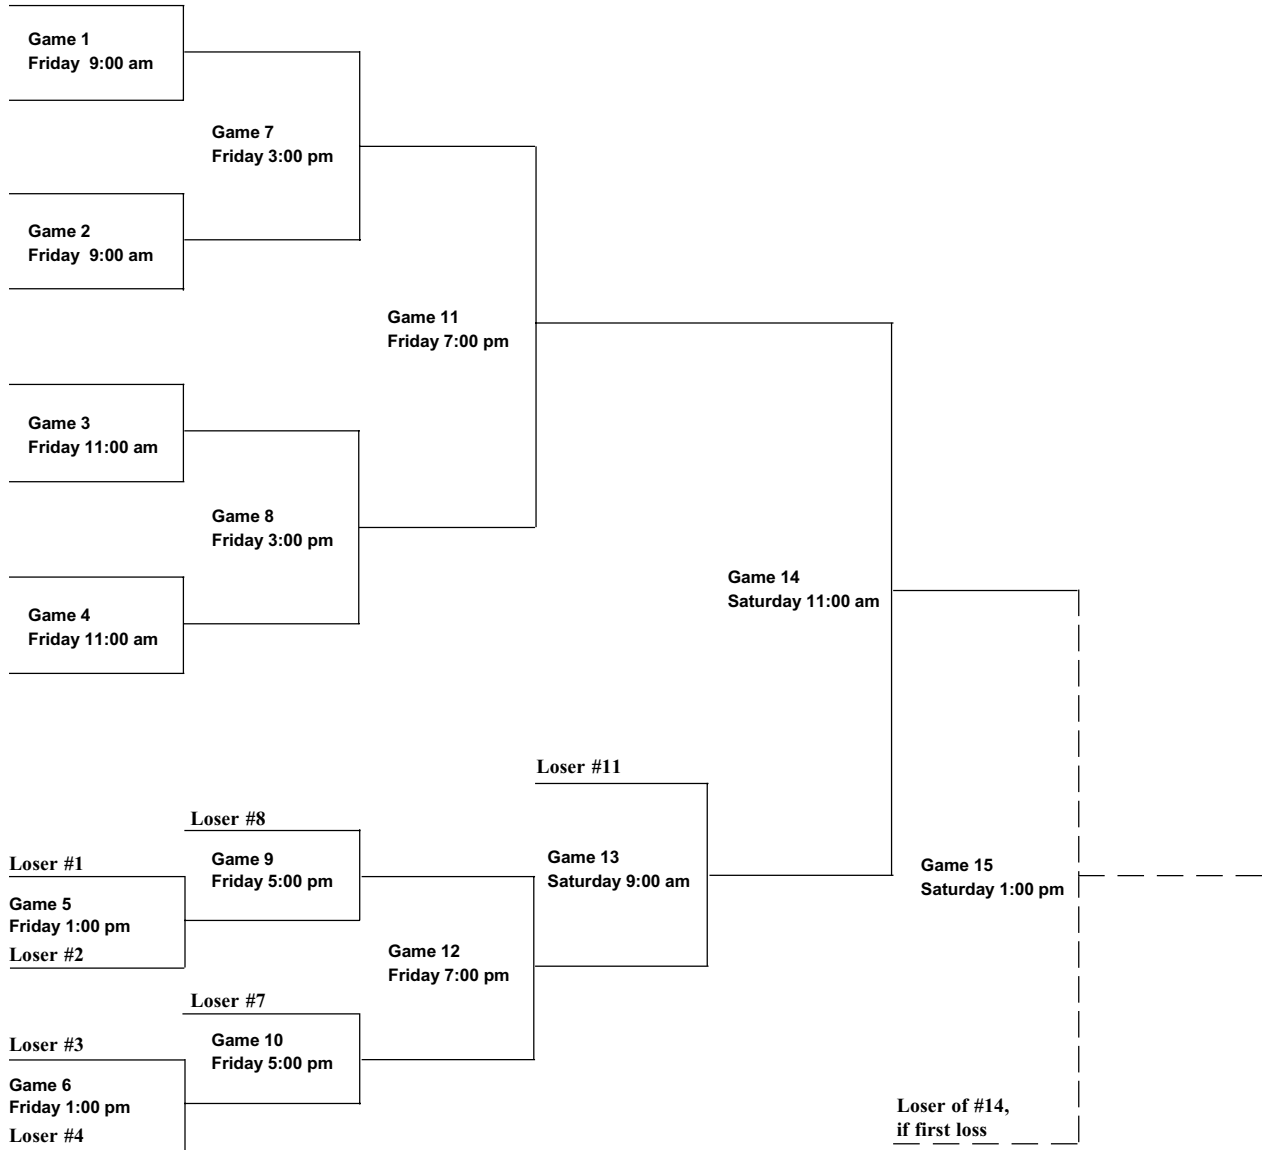 Game 1
Friday  9:00 am
Game 7
Friday 3:00 pm
Game 2
Friday  9:00 am
Game 11
Friday 7:00 pm
Game 3
Friday 11:00 am
Game 8
Friday 3:00 pm
Game 14
Saturday 11:00 am
Game 4
Friday 11:00 am
Loser #11
Loser #8
Loser #1
Game 9
Friday 5:00 pm
Game 13
Saturday 9:00 am
Game 15
Saturday 1:00 pm
Game 5
Friday 1:00 pm
Loser #2
Game 12
Friday 7:00 pm
Loser #7
Loser #3
Game 10
Friday 5:00 pm
Game 6
Friday 1:00 pm
Loser #4
Loser of #14,
if first loss